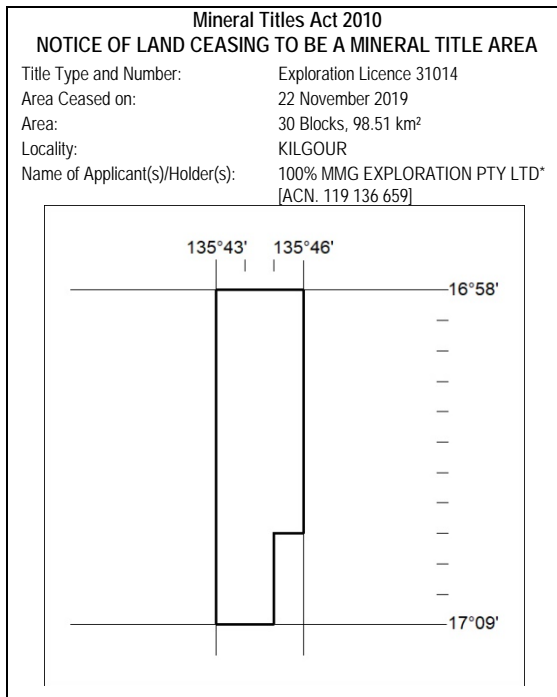 Mineral Titles Act 2010
NOTICE OF LAND CEASING TO BE A MINERAL TITLE AREA
Title Type and Number: Exploration Licence 31014
Area Ceased on: 22 November 2019
Area: 30 Blocks, 98.51 km²
Locality: KILGOUR
Name of Applicant(s)/Holder(s): 100% MMG EXPLORATION PTY LTD*
[ACN. 119 136 659]
135°43' 135°46'
16°58'
17°09'